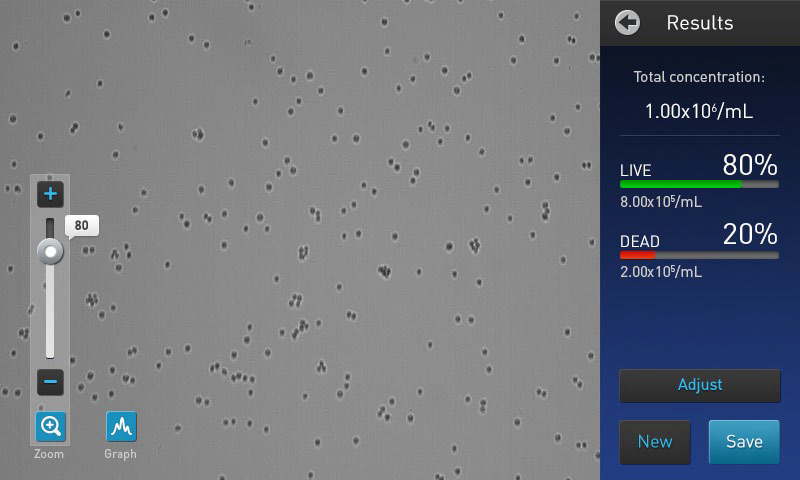 Results
Total concentration:
1.00x10⁶/mL
LIVE 80%
8.00x10⁵/mL
DEAD 20%
2.00x10⁵/mL
Adjust
New Save
+
80
−
Zoom Graph